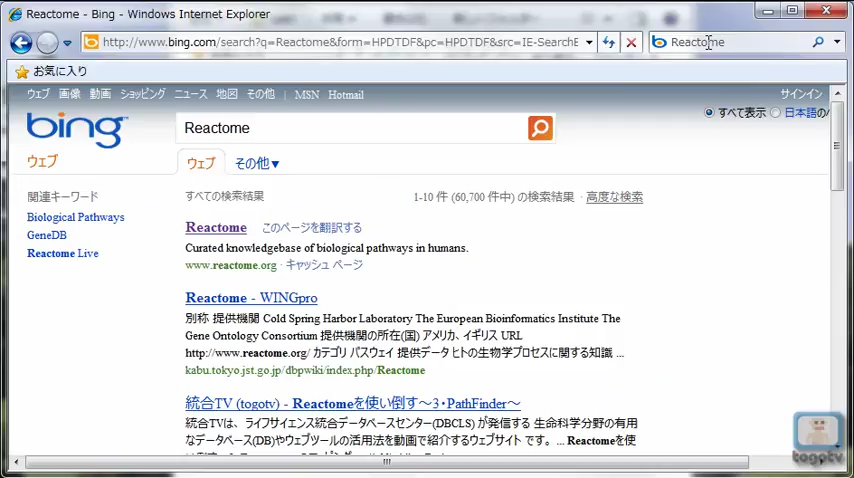 Reactome - Bing - Windows Internet Explorer
http://www.bing.com/search?q=Reactome&form=HPDTDF&pc=HPDTDF&src=IE-SearchB
Reactome
お気に入り
ウェブ 画像 動画 ショッピング ニュース 地図 その他 | MSN Hotmail
サインイン
すべて表示 日本語の
bing
Reactome
ウェブ
ウェブ その他▼
関連キーワード
すべての検索結果
1-10 件 (60,700 件中) の検索結果 · 高度な検索
Biological Pathways
GeneDB
Reactome Live
Reactome このページを翻訳する
Curated knowledgebase of biological pathways in humans.
www.reactome.org · キャッシュ ページ
Reactome - WINGpro
別称 提供機関 Cold Spring Harbor Laboratory The European Bioinformatics Institute The
Gene Ontology Consortium 提供機関の所在(国) アメリカ、イギリス URL
http://www.reactome.org/ カテゴリ パスウェイ 提供データ ヒトの生物学プロセスに関する知識 ...
kabu.tokyo.jst.go.jp/dbpwiki/index.php/Reactome
統合TV (togotv) - Reactomeを使い倒す～3・PathFinder～
統合TVは、ライフサイエンス統合データベースセンター(DBCLS) が発信する 生命科学分野の有用
なデータベース(DB)やウェブツールの活用法を動画で紹介するウェブサイト です。 ... Reactomeを使
togotv